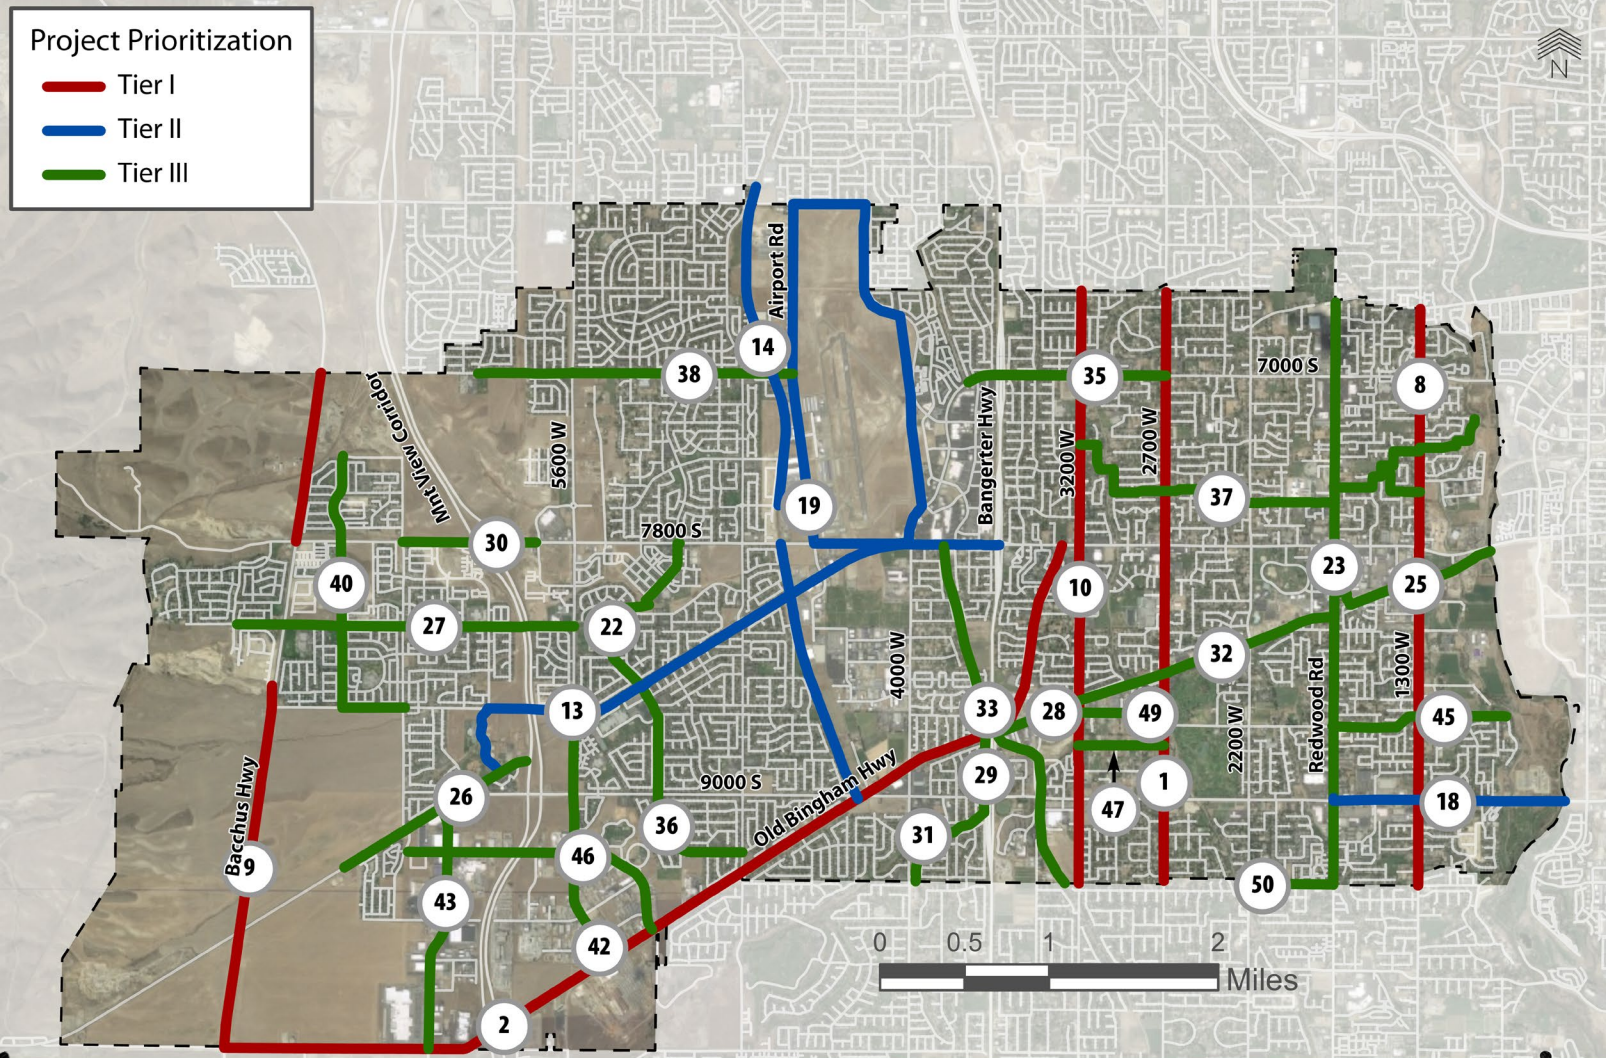 Project Prioritization
Tier I
Tier II
Tier III
N
Airport Rd
14
38
35
7000 S
8
Mnt View Corridor
5600 W
Bangerter Hwy
3200 W
2700 W
37
19
7800 S
30
40
10
23
25
27
22
4000 W
32
1300 W
Redwood Rd
13
33
28
49
2200 W
45
Bacchus Hwy
26
9000 S
Old Bingham Hwy
29
1
47
18
36
31
46
9
50
43
42
2
0
0.5
1
2
Miles